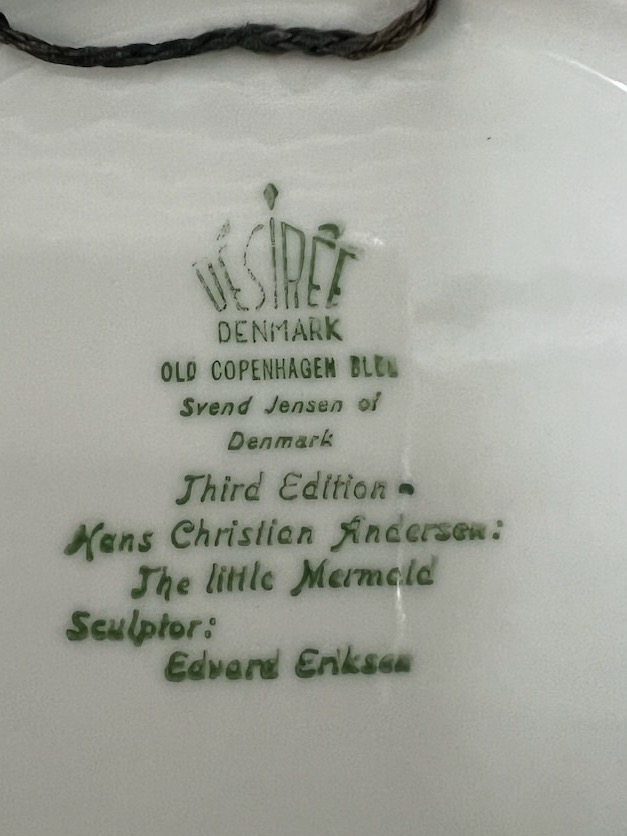 DÉSIRÉE
DENMARK
OLD COPENHAGEN BLEU
Svend Jensen of
Denmark
Third Edition -
Hans Christian Andersen:
The little Mermaid
Sculptor:
Edvard Eriksen